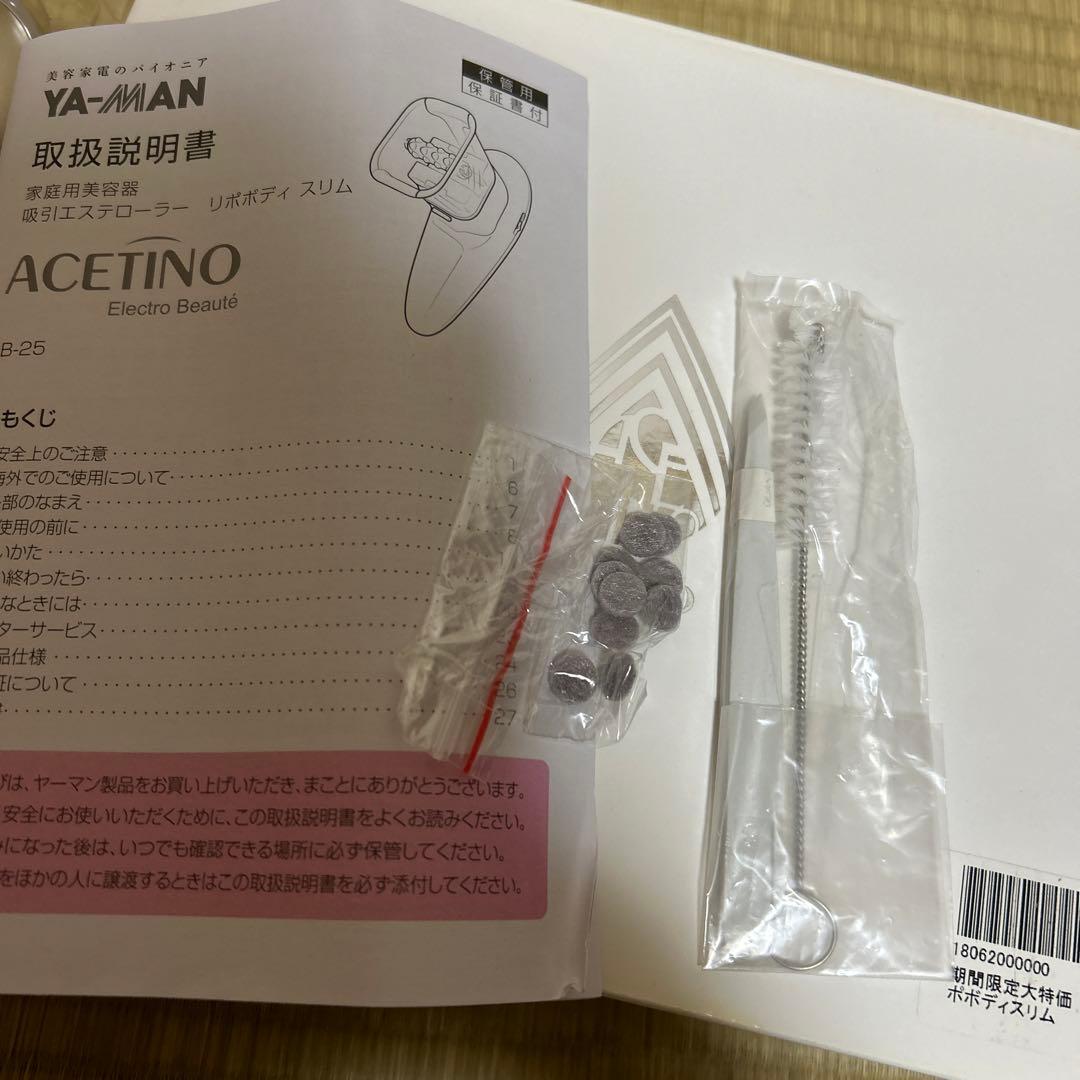 美容家電のパイオニア
YA-MAN
保管用
保証書付
取扱説明書
家庭用美容器
吸引エステローラー リポボディ スリム
ACETINO
Electro Beauté
B-25
もくじ
安全上のご注意
海外でのご使用について
6
部のなまえ
7
使用の前に
8
いかた
い終わったら
なときには
ターサービス
品仕様
24
証について
26
27
は、ヤーマン製品をお買い上げいただき、まことにありがとうございます。
安全にお使いいただくために、この取扱説明書をよくお読みください。
みになった後は、いつでも確認できる場所に必ず保管してください。
をほかの人に譲渡するときはこの取扱説明書を必ず添付してください。
18062000000
期間限定大特価
ポボディスリム